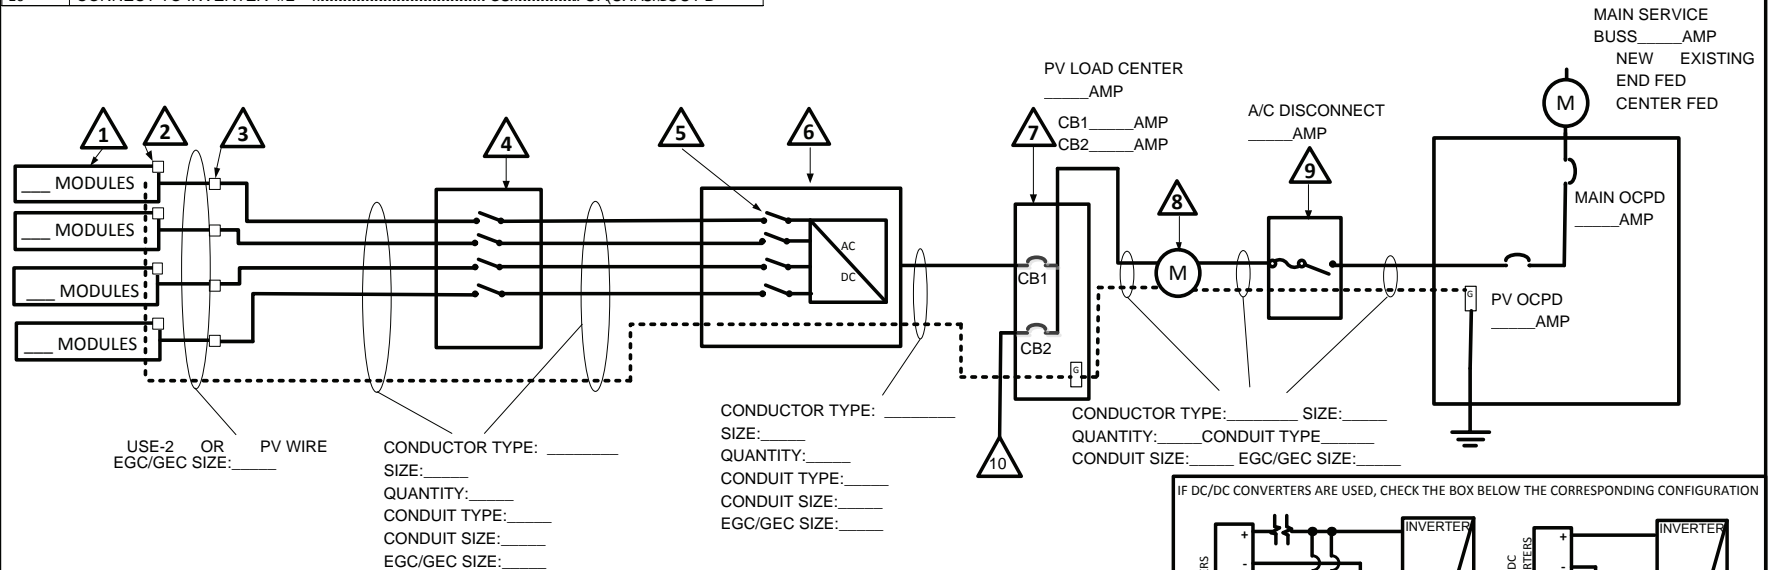 CONNECT TO INVERTER #2
MAIN SERVICE
BUSS_____AMP
NEW EXISTING
END FED
CENTER FED
M
PV LOAD CENTER
_____AMP
CB1_____AMP
CB2_____AMP
A/C DISCONNECT
_____AMP
1
2
3
4
5
6
7
8
9
___ MODULES
___ MODULES
___ MODULES
___ MODULES
AC
DC
CB1
CB2
G
M
MAIN OCPD
_____AMP
G
PV OCPD
_____AMP
10
USE-2 OR PV WIRE
EGC/GEC SIZE:_____
CONDUCTOR TYPE: ________
SIZE:_____
QUANTITY:_____
CONDUIT TYPE:_____
CONDUIT SIZE:_____
EGC/GEC SIZE:_____
CONDUCTOR TYPE: ________
SIZE:_____
QUANTITY:_____
CONDUIT TYPE:_____
CONDUIT SIZE:_____
EGC/GEC SIZE:_____
CONDUCTOR TYPE:________ SIZE:_____
QUANTITY:_____CONDUIT TYPE______
CONDUIT SIZE:_____ EGC/GEC SIZE:_____
IF DC/DC CONVERTERS ARE USED, CHECK THE BOX BELOW THE CORRESPONDING CONFIGURATION
+
-
INVERTER
DC
+
-
INVERTER